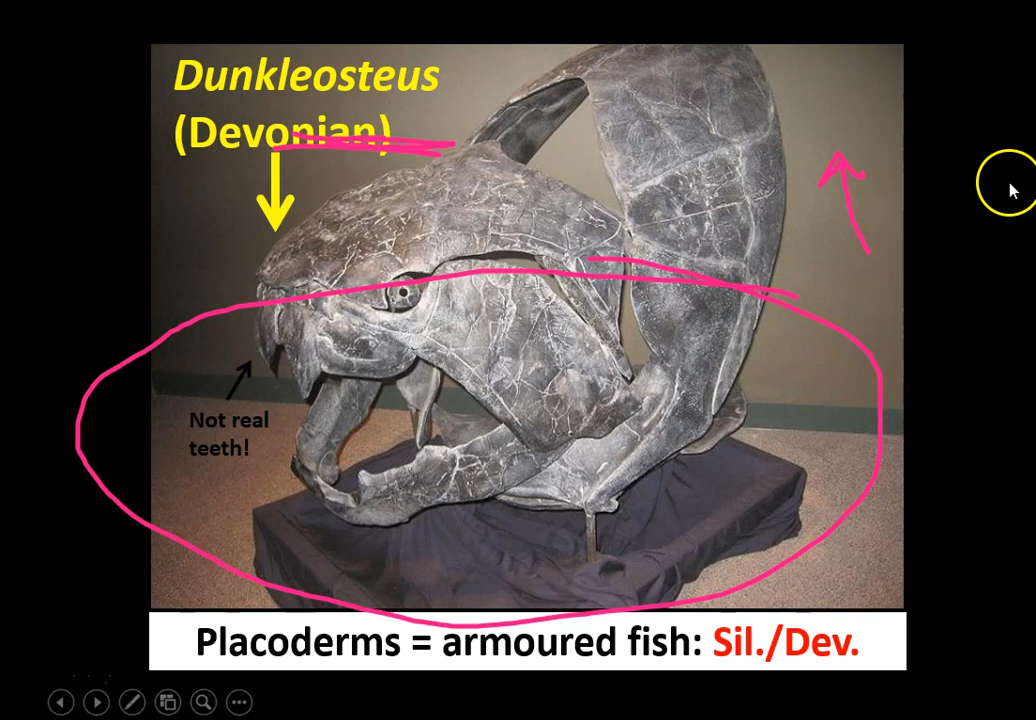 Dunkleosteus
(Devonian)
Not real
teeth!
Placoderms = armoured fish: Sil./Dev.